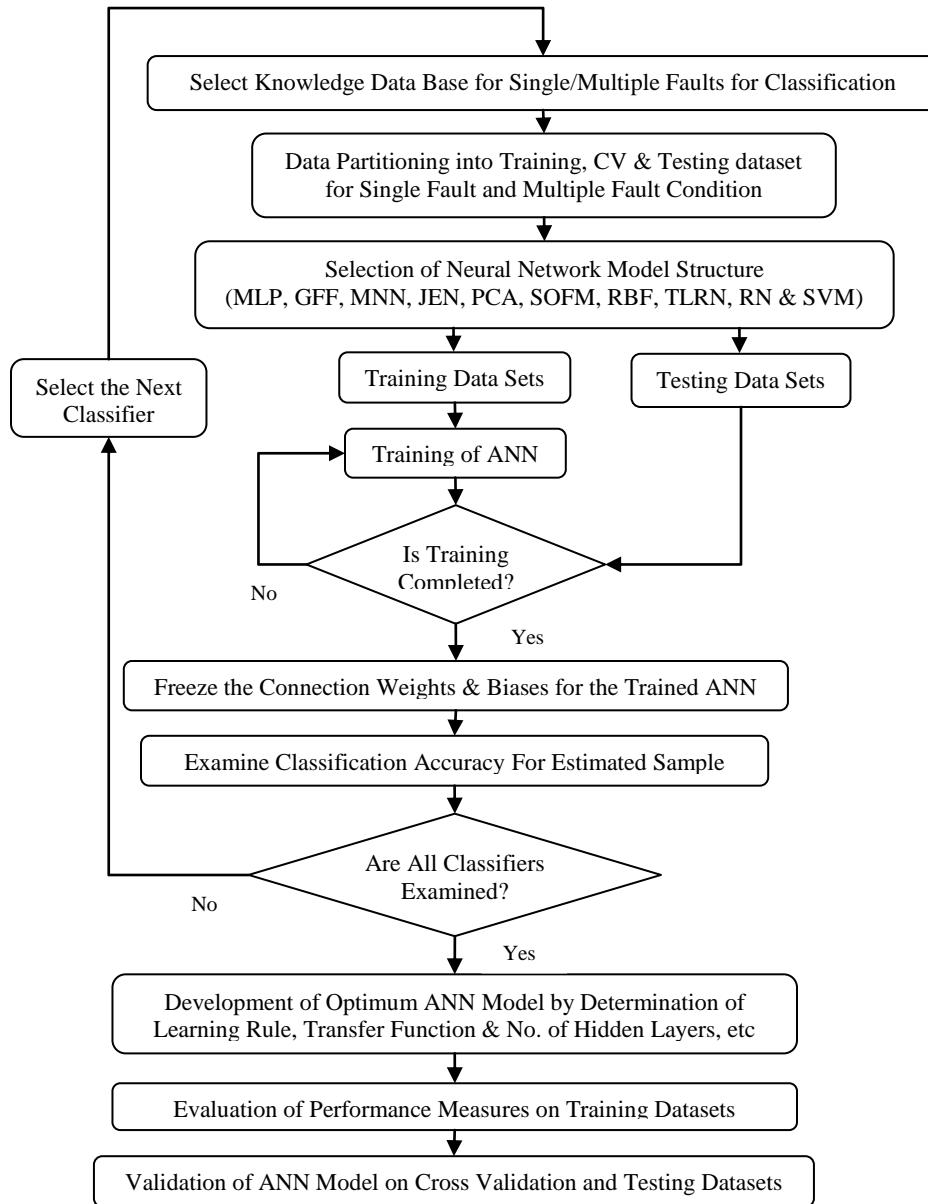 Select Knowledge Data Base for Single/Multiple Faults for Classification
Data Partitioning into Training, CV & Testing dataset
for Single Fault and Multiple Fault Condition
Selection of Neural Network Model Structure
(MLP, GFF, MNN, JEN, PCA, SOFM, RBF, TLRN, RN & SVM)
Select the Next
Classifier
Training Data Sets
Testing Data Sets
Training of ANN
Is Training
Completed?
No
Yes
Freeze the Connection Weights & Biases for the Trained ANN
Examine Classification Accuracy For Estimated Sample
Are All Classifiers
Examined?
No
Yes
Development of Optimum ANN Model by Determination of
Learning Rule, Transfer Function & No. of Hidden Layers, etc
Evaluation of Performance Measures on Training Datasets
Validation of ANN Model on Cross Validation and Testing Datasets